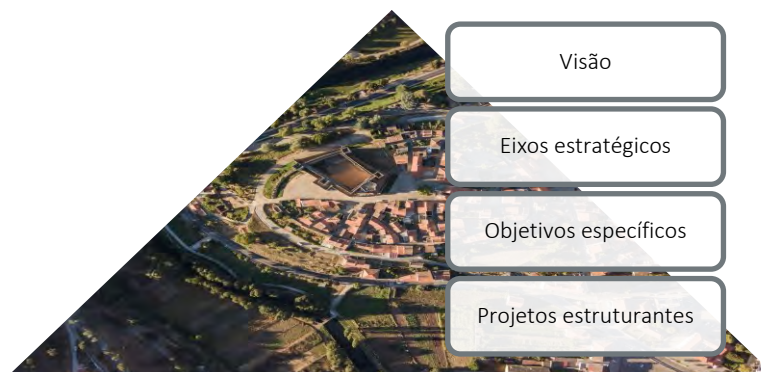 Visão
Eixos estratégicos
Objetivos específicos
Projetos estruturantes